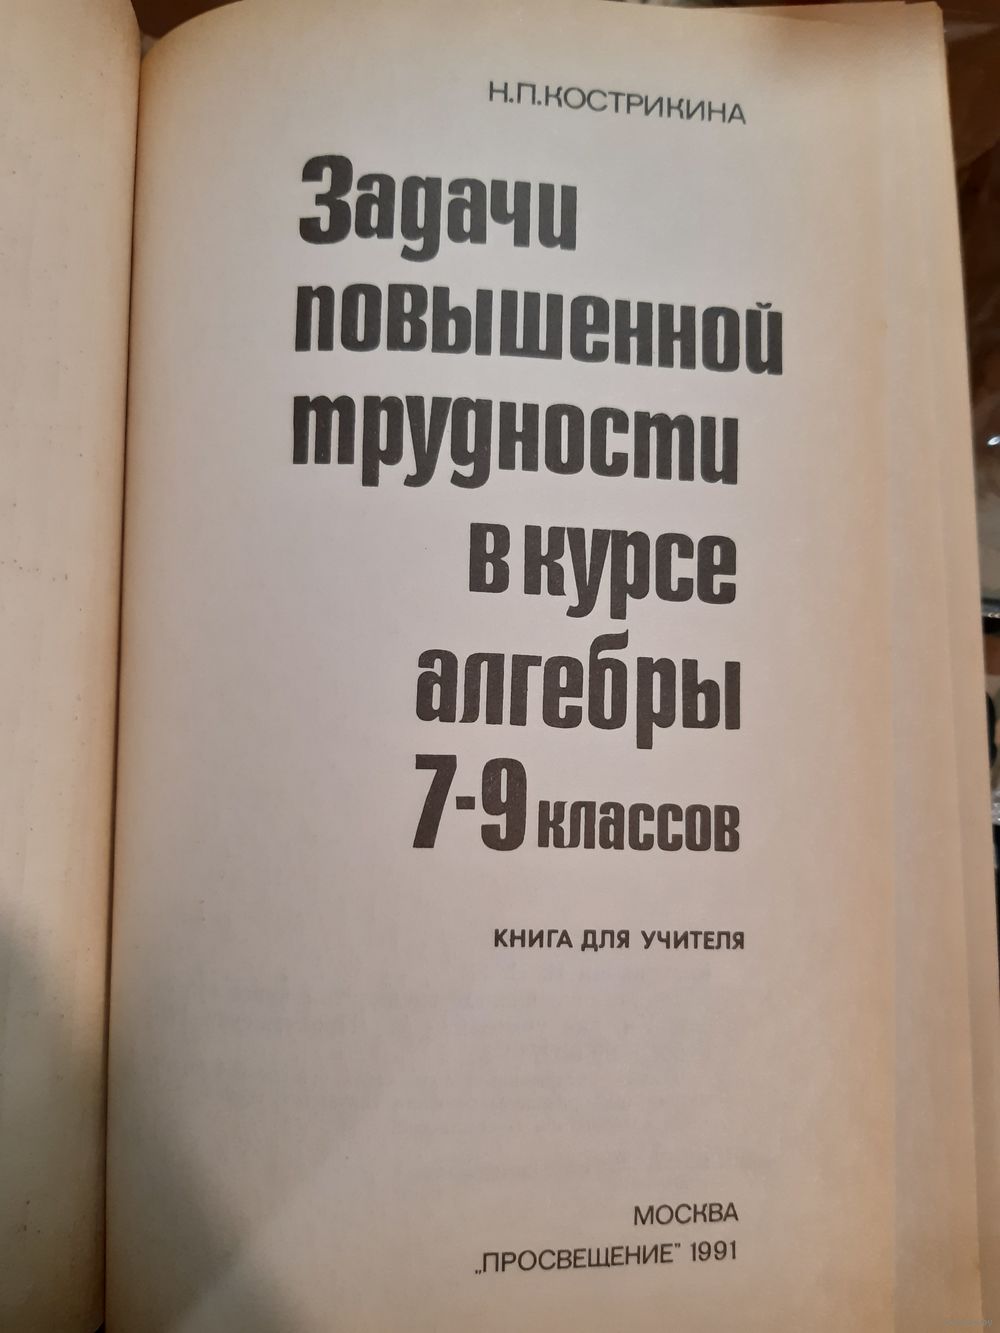 Н.П.КОСТРИКИНА
Задачи
повышенной
трудности
в курсе
алгебры
7-9 классов
КНИГА ДЛЯ УЧИТЕЛЯ
МОСКВА
„ПРОСВЕЩЕНИЕ” 1991